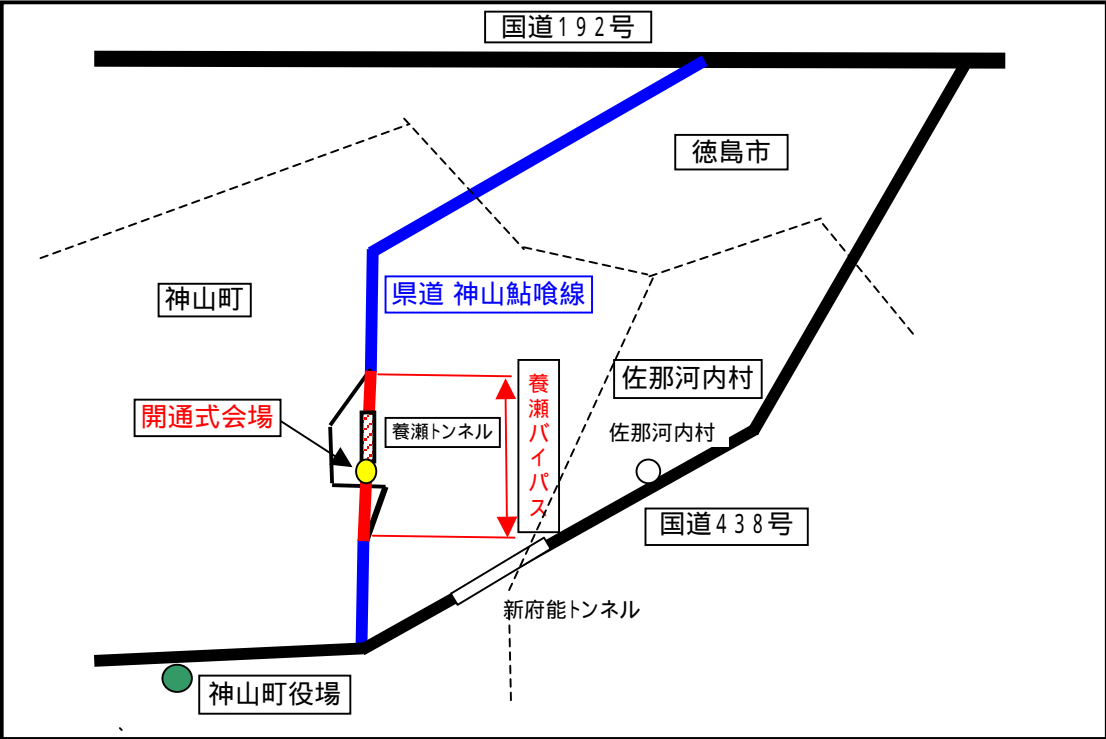 国道192号
徳島市
神山町
県道 神山鮎喰線
佐那河内村
開通式会場
養瀬トンネル
養瀬バイパス
佐那河内村
国道438号
新府能トンネル
神山町役場